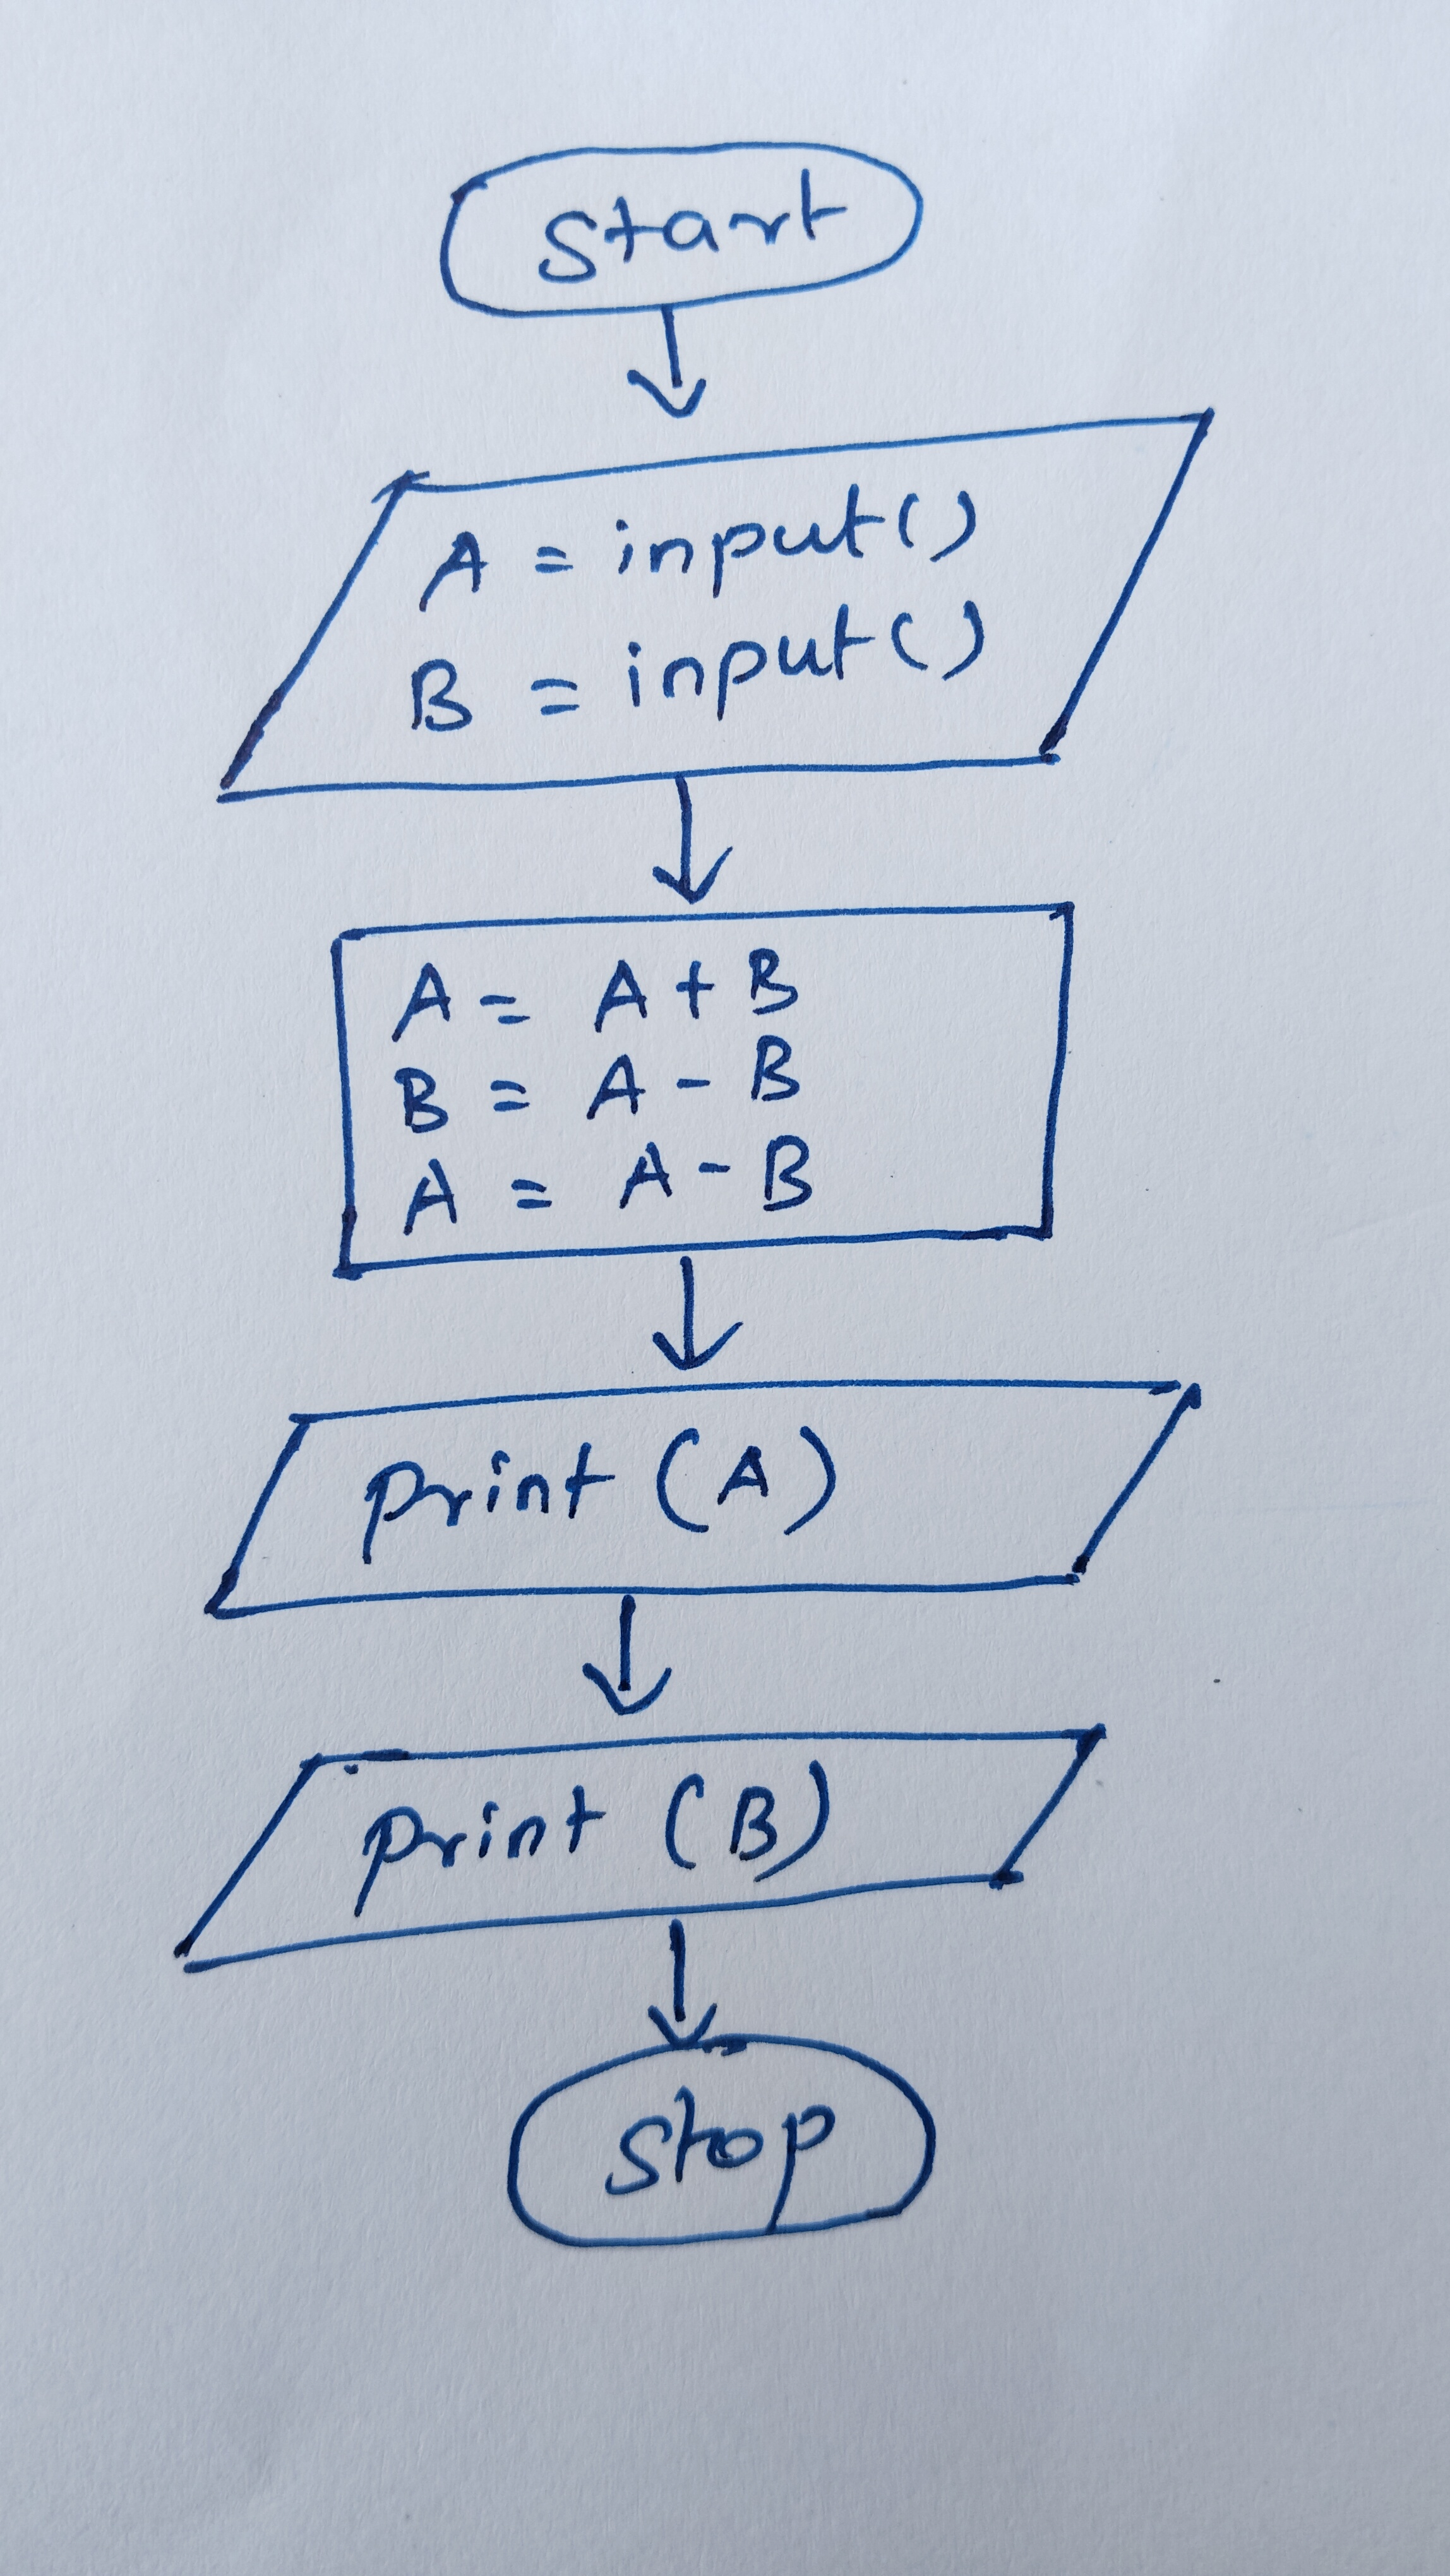 Start
A = input()
B = input()
A = A + B
B = A - B
A = A - B
print (A)
print (B)
Stop